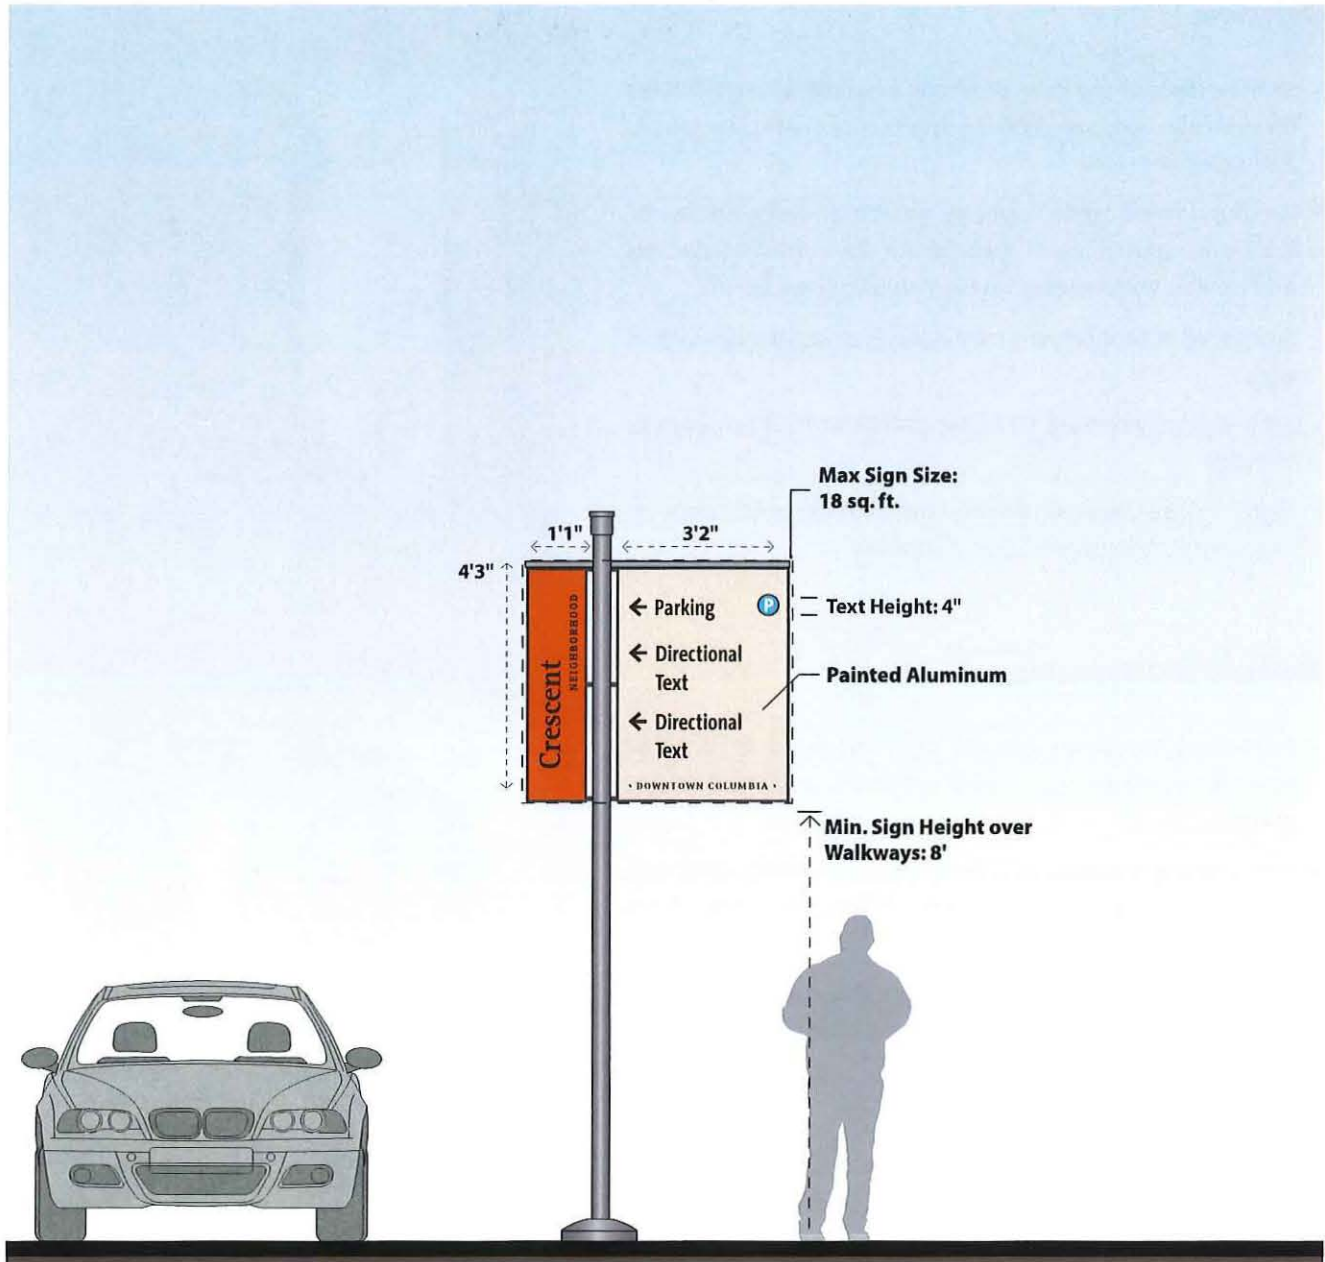 Max Sign Size:
18 sq. ft.
1'1"
3'2"
4'3"
Crescent
NEIGHBORHOOD
← Parking
P
← Directional
Text
← Directional
Text
• DOWNTOWN COLUMBIA •
Text Height: 4"
Painted Aluminum
Min. Sign Height over
Walkways: 8'